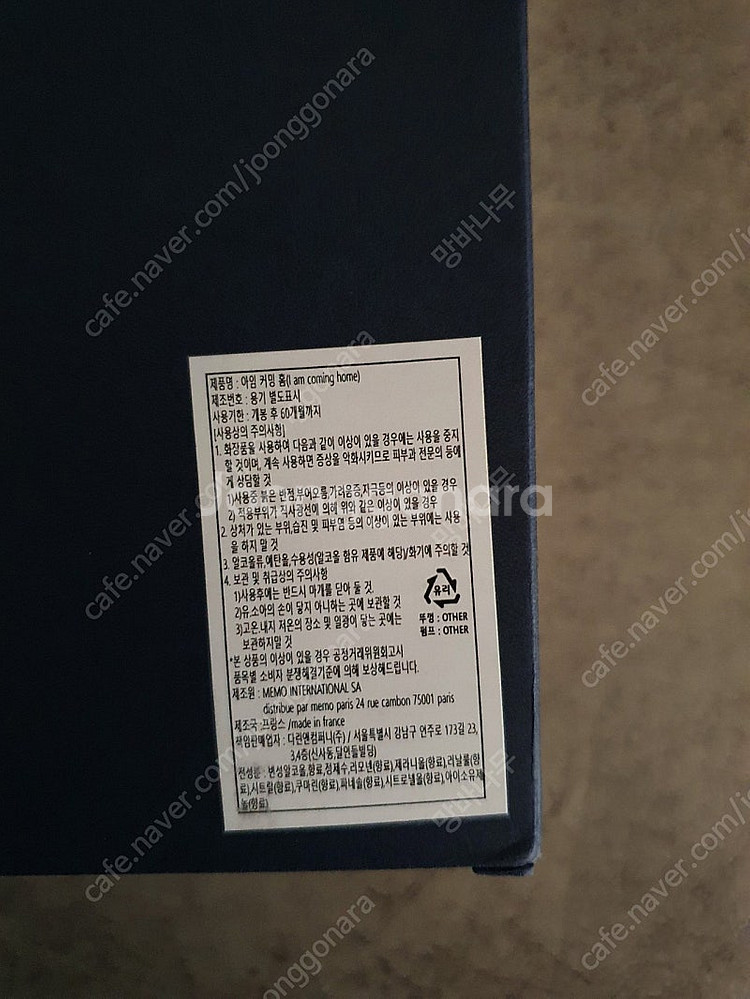 제품명 : 아임 커밍 홈(I am coming home)
제조번호 : 용기 별도표시
사용기한 : 개봉 후 60개월까지
[사용상의 주의사항]
1. 화장품을 사용하여 다음과 같이 이상이 있을 경우에는 사용을 중지
할 것이며, 계속 사용하면 증상을 악화시키므로 피부과 전문의 등에
게 상담할 것
1)사용중 붉은 반점,부어오름,가려움증,자극등의 이상이 있을 경우
2) 적용부위가 직사광선에 의해 위와 같은 이상이 있을 경우
2. 상처가 있는 부위,습진 및 피부염 등의 이상이 있는 부위에는 사용
을 하지 말 것
3. 알코올류,에탄올,수용성(알코올 함유 제품에 해당)/화기에 주의할 것
4. 보관 및 취급상의 주의사항
1)사용후에는 반드시 마개를 닫아 둘 것.
2)유.소아의 손이 닿지 아니하는 곳에 보관할 것
3)고온.내지 저온의 장소 및 일광이 닿는 곳에는
보관하지말 것
유리
뚜껑 : OTHER
펌프 : OTHER
*본 상품의 이상이 있을 경우 공정거래위원회고시
품목별 소비자 분쟁해결기준에 의해 보상해드립니다.
제조원 : MEMO INTERNATIONAL SA
distribue par memo paris 24 rue cambon 75001 paris
제조국 :프랑스 /made in france
책임판매업자 : 다린앤컴퍼니(주) / 서울특별시 강남구 언주로 173길 23,
3,4층(신사동,달언들빌딩)
전성분 : 변성알코올,향료,정제수,리모넨(향료),제라니올(향료),리날룰(향
료),시트랄(향료),쿠마린(향료),파네솔(향료),시트로넬올(향료),아이소유제
놀(향료)
cafe.naver.com/joonggonara
망바나무
joonggonara